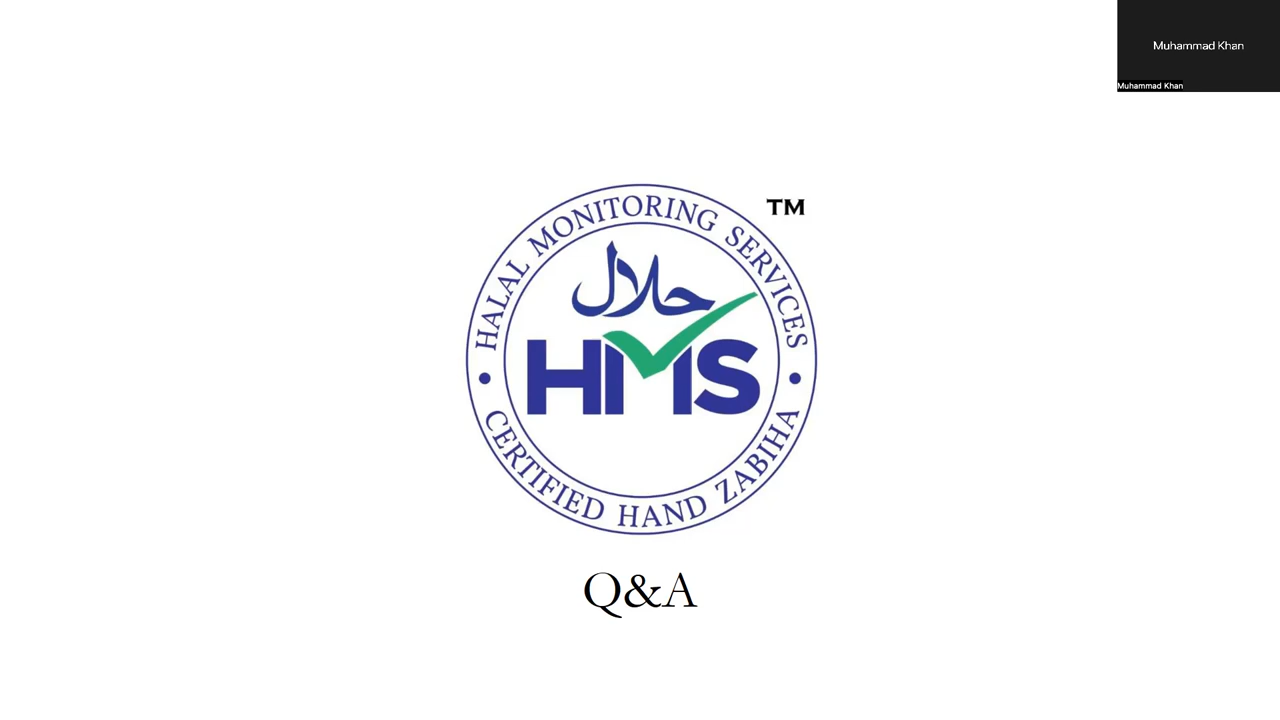 Muhammad Khan
Muhammad Khan
TM
HALAL MONITORING SERVICES
حلال
HMS
CERTIFIED HAND ZABIHA
Q&A